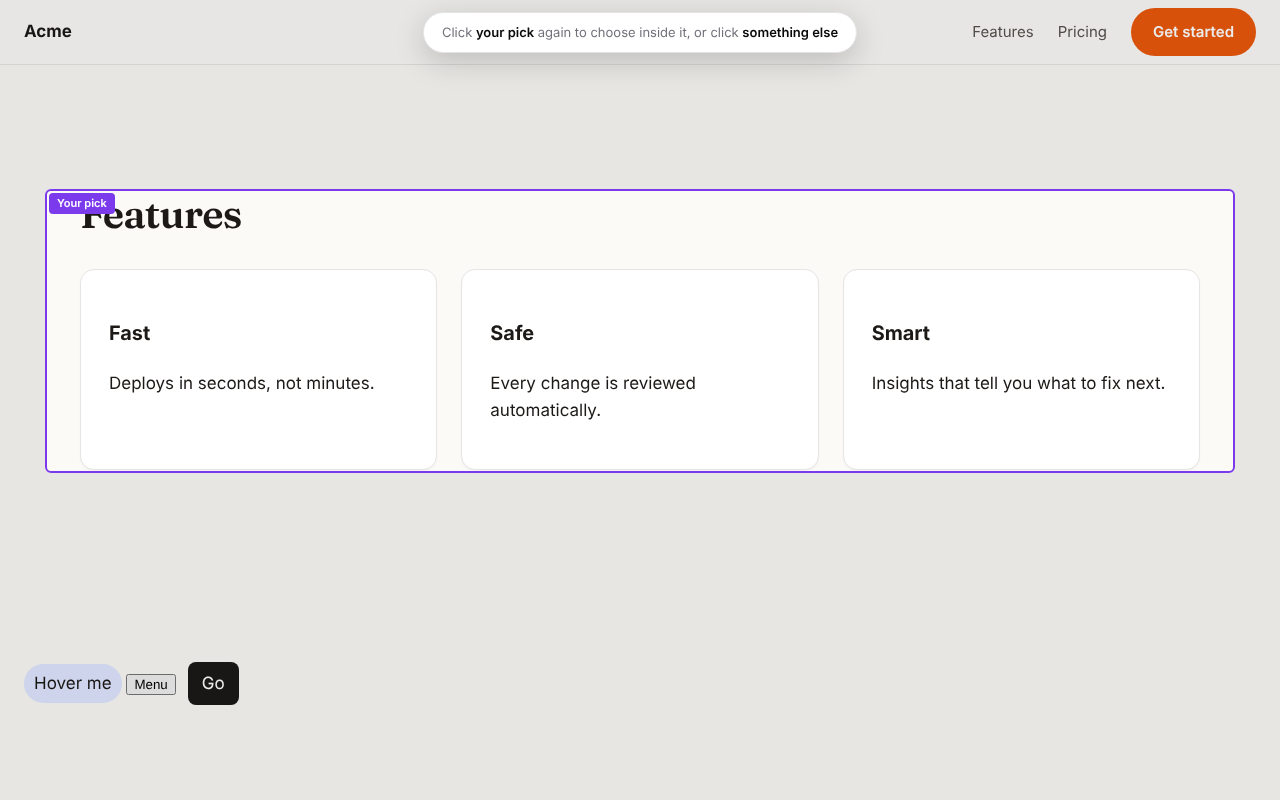 Acme
Click your pick again to choose inside it, or click something else
Features
Pricing
Get started
Your pick
Features
Fast
Deploys in seconds, not minutes.
Safe
Every change is reviewed
automatically.
Smart
Insights that tell you what to fix next.
Hover me
Menu
Go